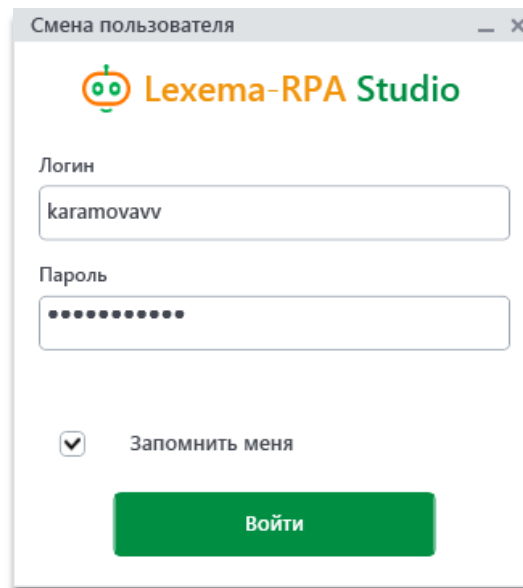 Смена пользователя
Lexema-RPA Studio
Логин
karamovavv
Пароль
•••••••••••
Запомнить меня
Войти